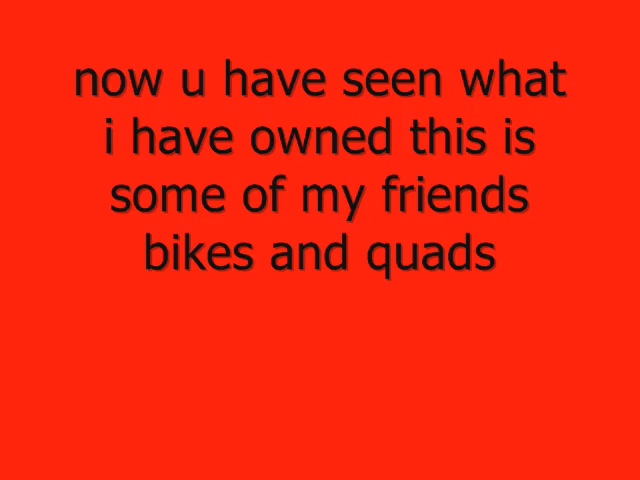 now u have seen what
i have owned this is
some of my friends
bikes and quads